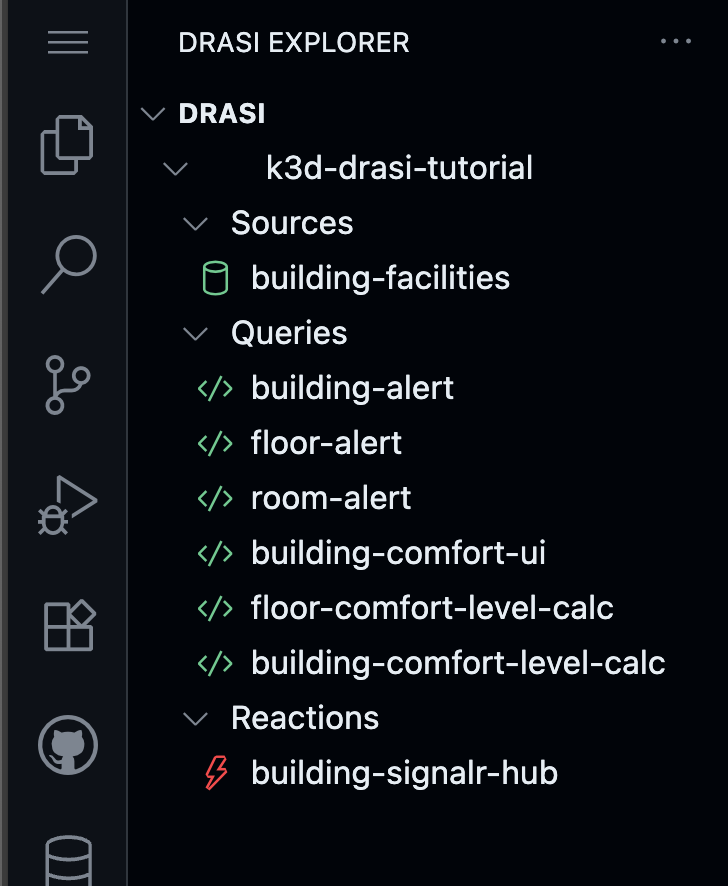 DRASI EXPLORER
DRASI
k3d-drasi-tutorial
Sources
building-facilities
Queries
building-alert
floor-alert
room-alert
building-comfort-ui
floor-comfort-level-calc
building-comfort-level-calc
Reactions
building-signalr-hub